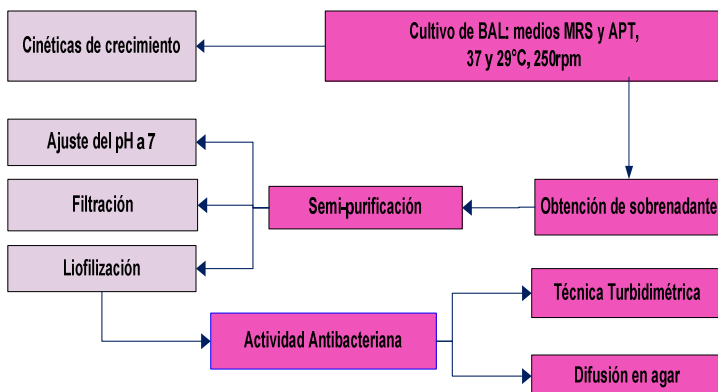 Cinéticas de crecimiento
Cultivo de BAL: medios MRS y APT,
37 y 29°C, 250rpm
Ajuste del pH a 7
Filtración
Semi-purificación
Obtención de sobrenadante
Liofilización
Técnica Turbidimétrica
Actividad Antibacteriana
Difusión en agar